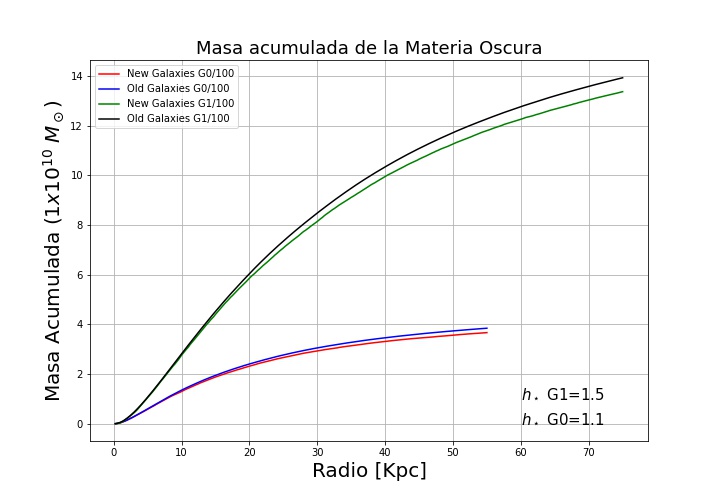 Masa acumulada de la Materia Oscura
New Galaxies G0/100
Old Galaxies G0/100
New Galaxies G1/100
Old Galaxies G1/100
Masa Acumulada (1x10¹⁰ M⊙)
14
12
10
8
6
4
2
0
h. G1=1.5
h. G0=1.1
0 10 20 30 40 50 60 70
Radio [Kpc]